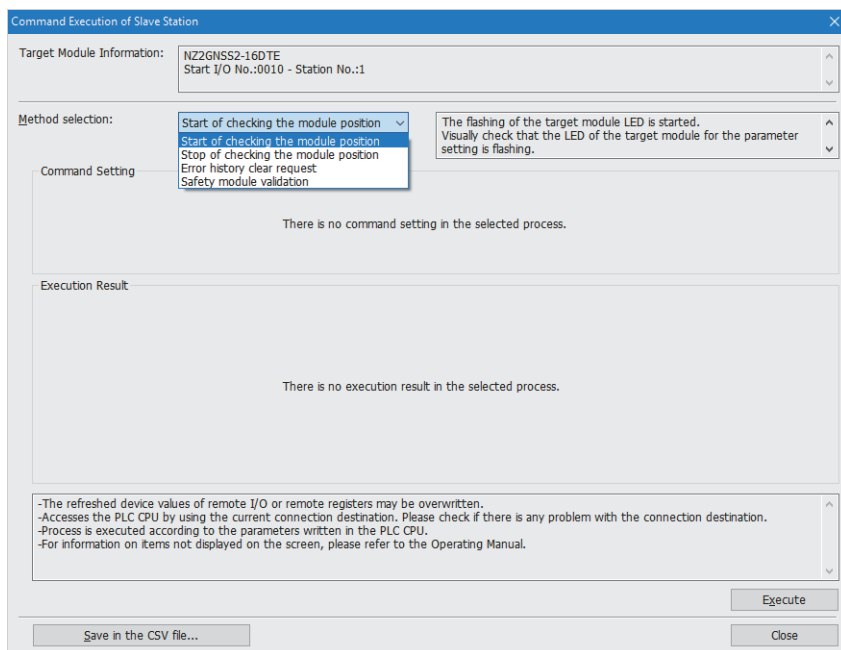 Command Execution of Slave Station
Target Module Information:
NZ2GNSS2-16DTE
Start I/O No.:0010 - Station No.:1
Method selection:
Start of checking the module position
Start of checking the module position
Stop of checking the module position
Error history clear request
Safety module validation
The flashing of the target module LED is started.
Visually check that the LED of the target module for the parameter
setting is flashing.
Command Setting
There is no command setting in the selected process.
Execution Result
There is no execution result in the selected process.
-The refreshed device values of remote I/O or remote registers may be overwritten.
-Accesses the PLC CPU by using the current connection destination. Please check if there is any problem with the connection destination.
-Process is executed according to the parameters written in the PLC CPU.
-For information on items not displayed on the screen, please refer to the Operating Manual.
Execute
Save in the CSV file...
Close